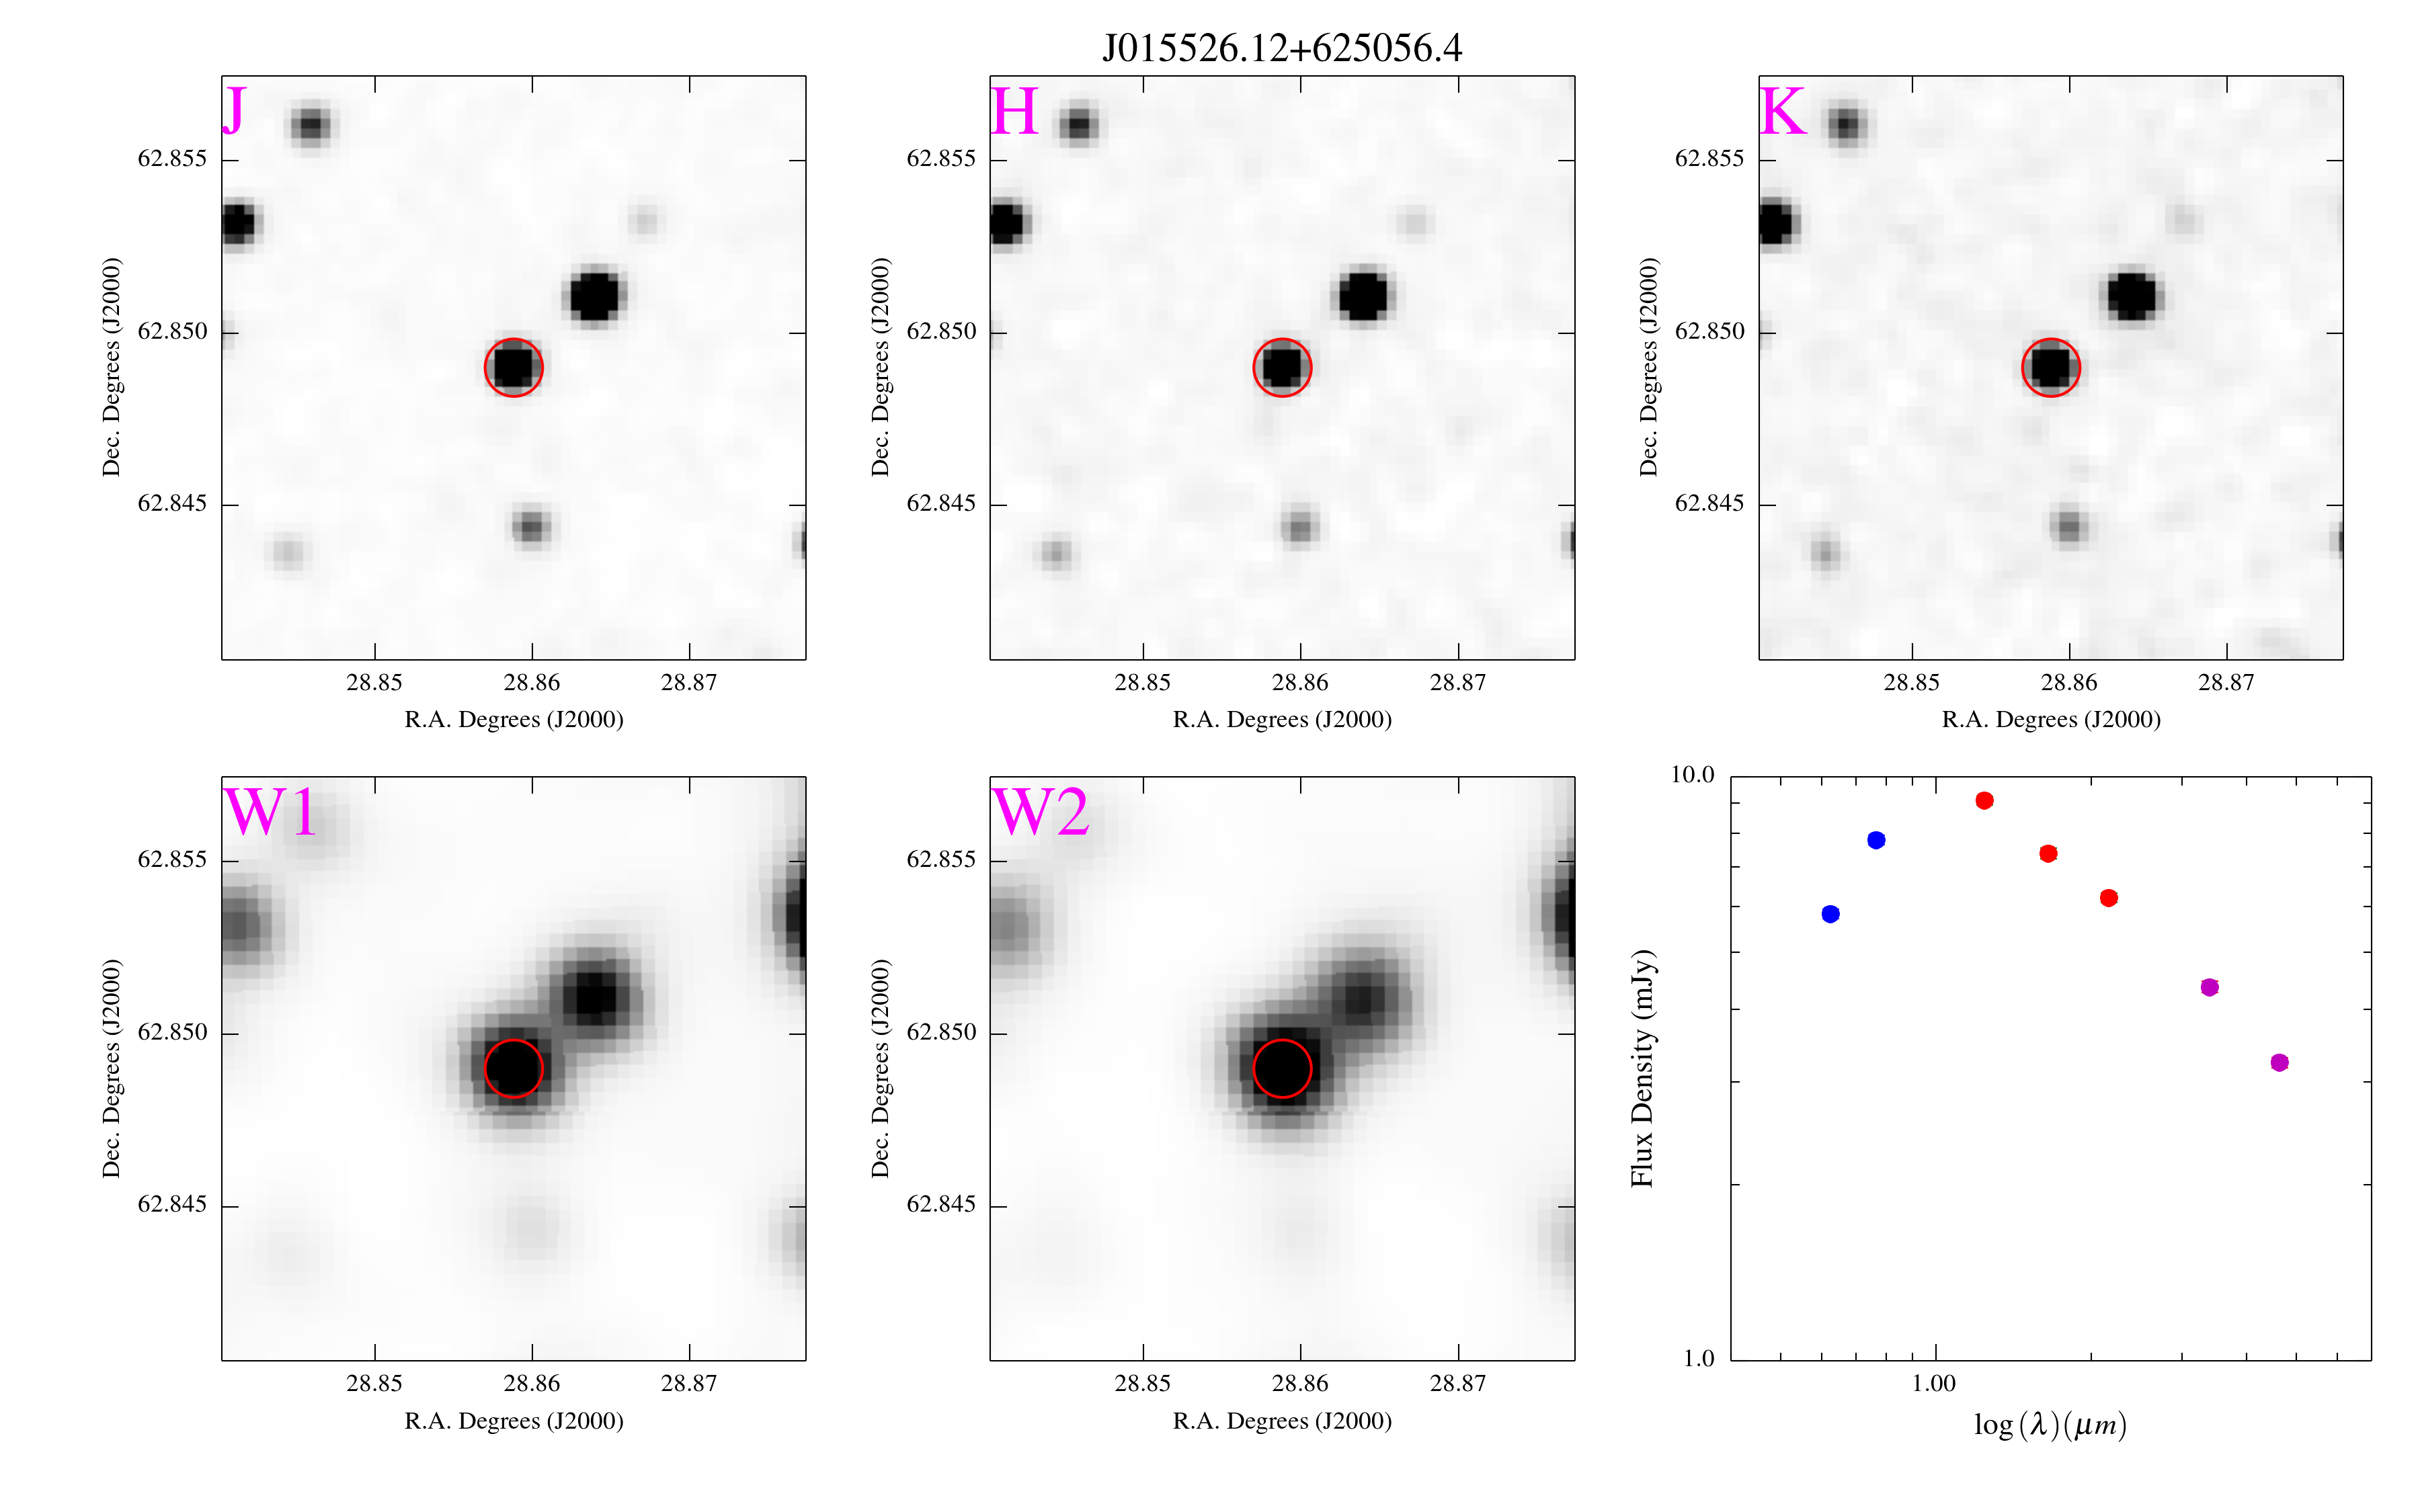 J015526.12+625056.4
J
H
K
62.855
62.850
62.845
Dec. Degrees (J2000)
28.85 28.86 28.87
R.A. Degrees (J2000)
62.855
62.850
62.845
Dec. Degrees (J2000)
28.85 28.86 28.87
R.A. Degrees (J2000)
62.855
62.850
62.845
Dec. Degrees (J2000)
28.85 28.86 28.87
R.A. Degrees (J2000)
W1
62.855
62.850
62.845
Dec. Degrees (J2000)
28.85 28.86 28.87
R.A. Degrees (J2000)
W2
62.855
62.850
62.845
Dec. Degrees (J2000)
28.85 28.86 28.87
R.A. Degrees (J2000)
10.0
1.0
Flux Density (mJy)
1.00
log(λ)(μm)